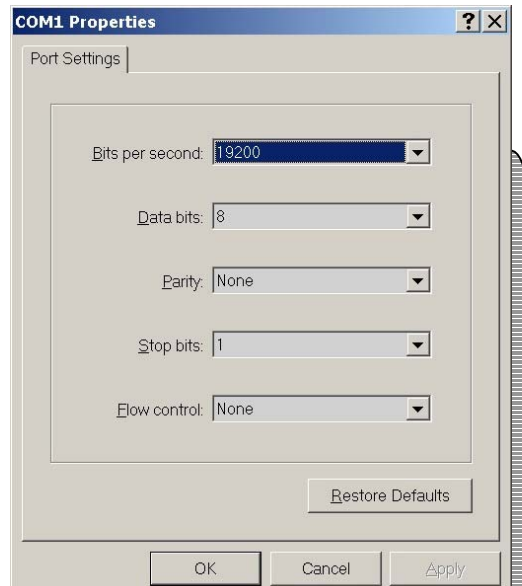 COM1 Properties
Port Settings
Bits per second: 19200
Data bits: 8
Parity: None
Stop bits: 1
Flow control: None
Restore Defaults
OK Cancel Apply